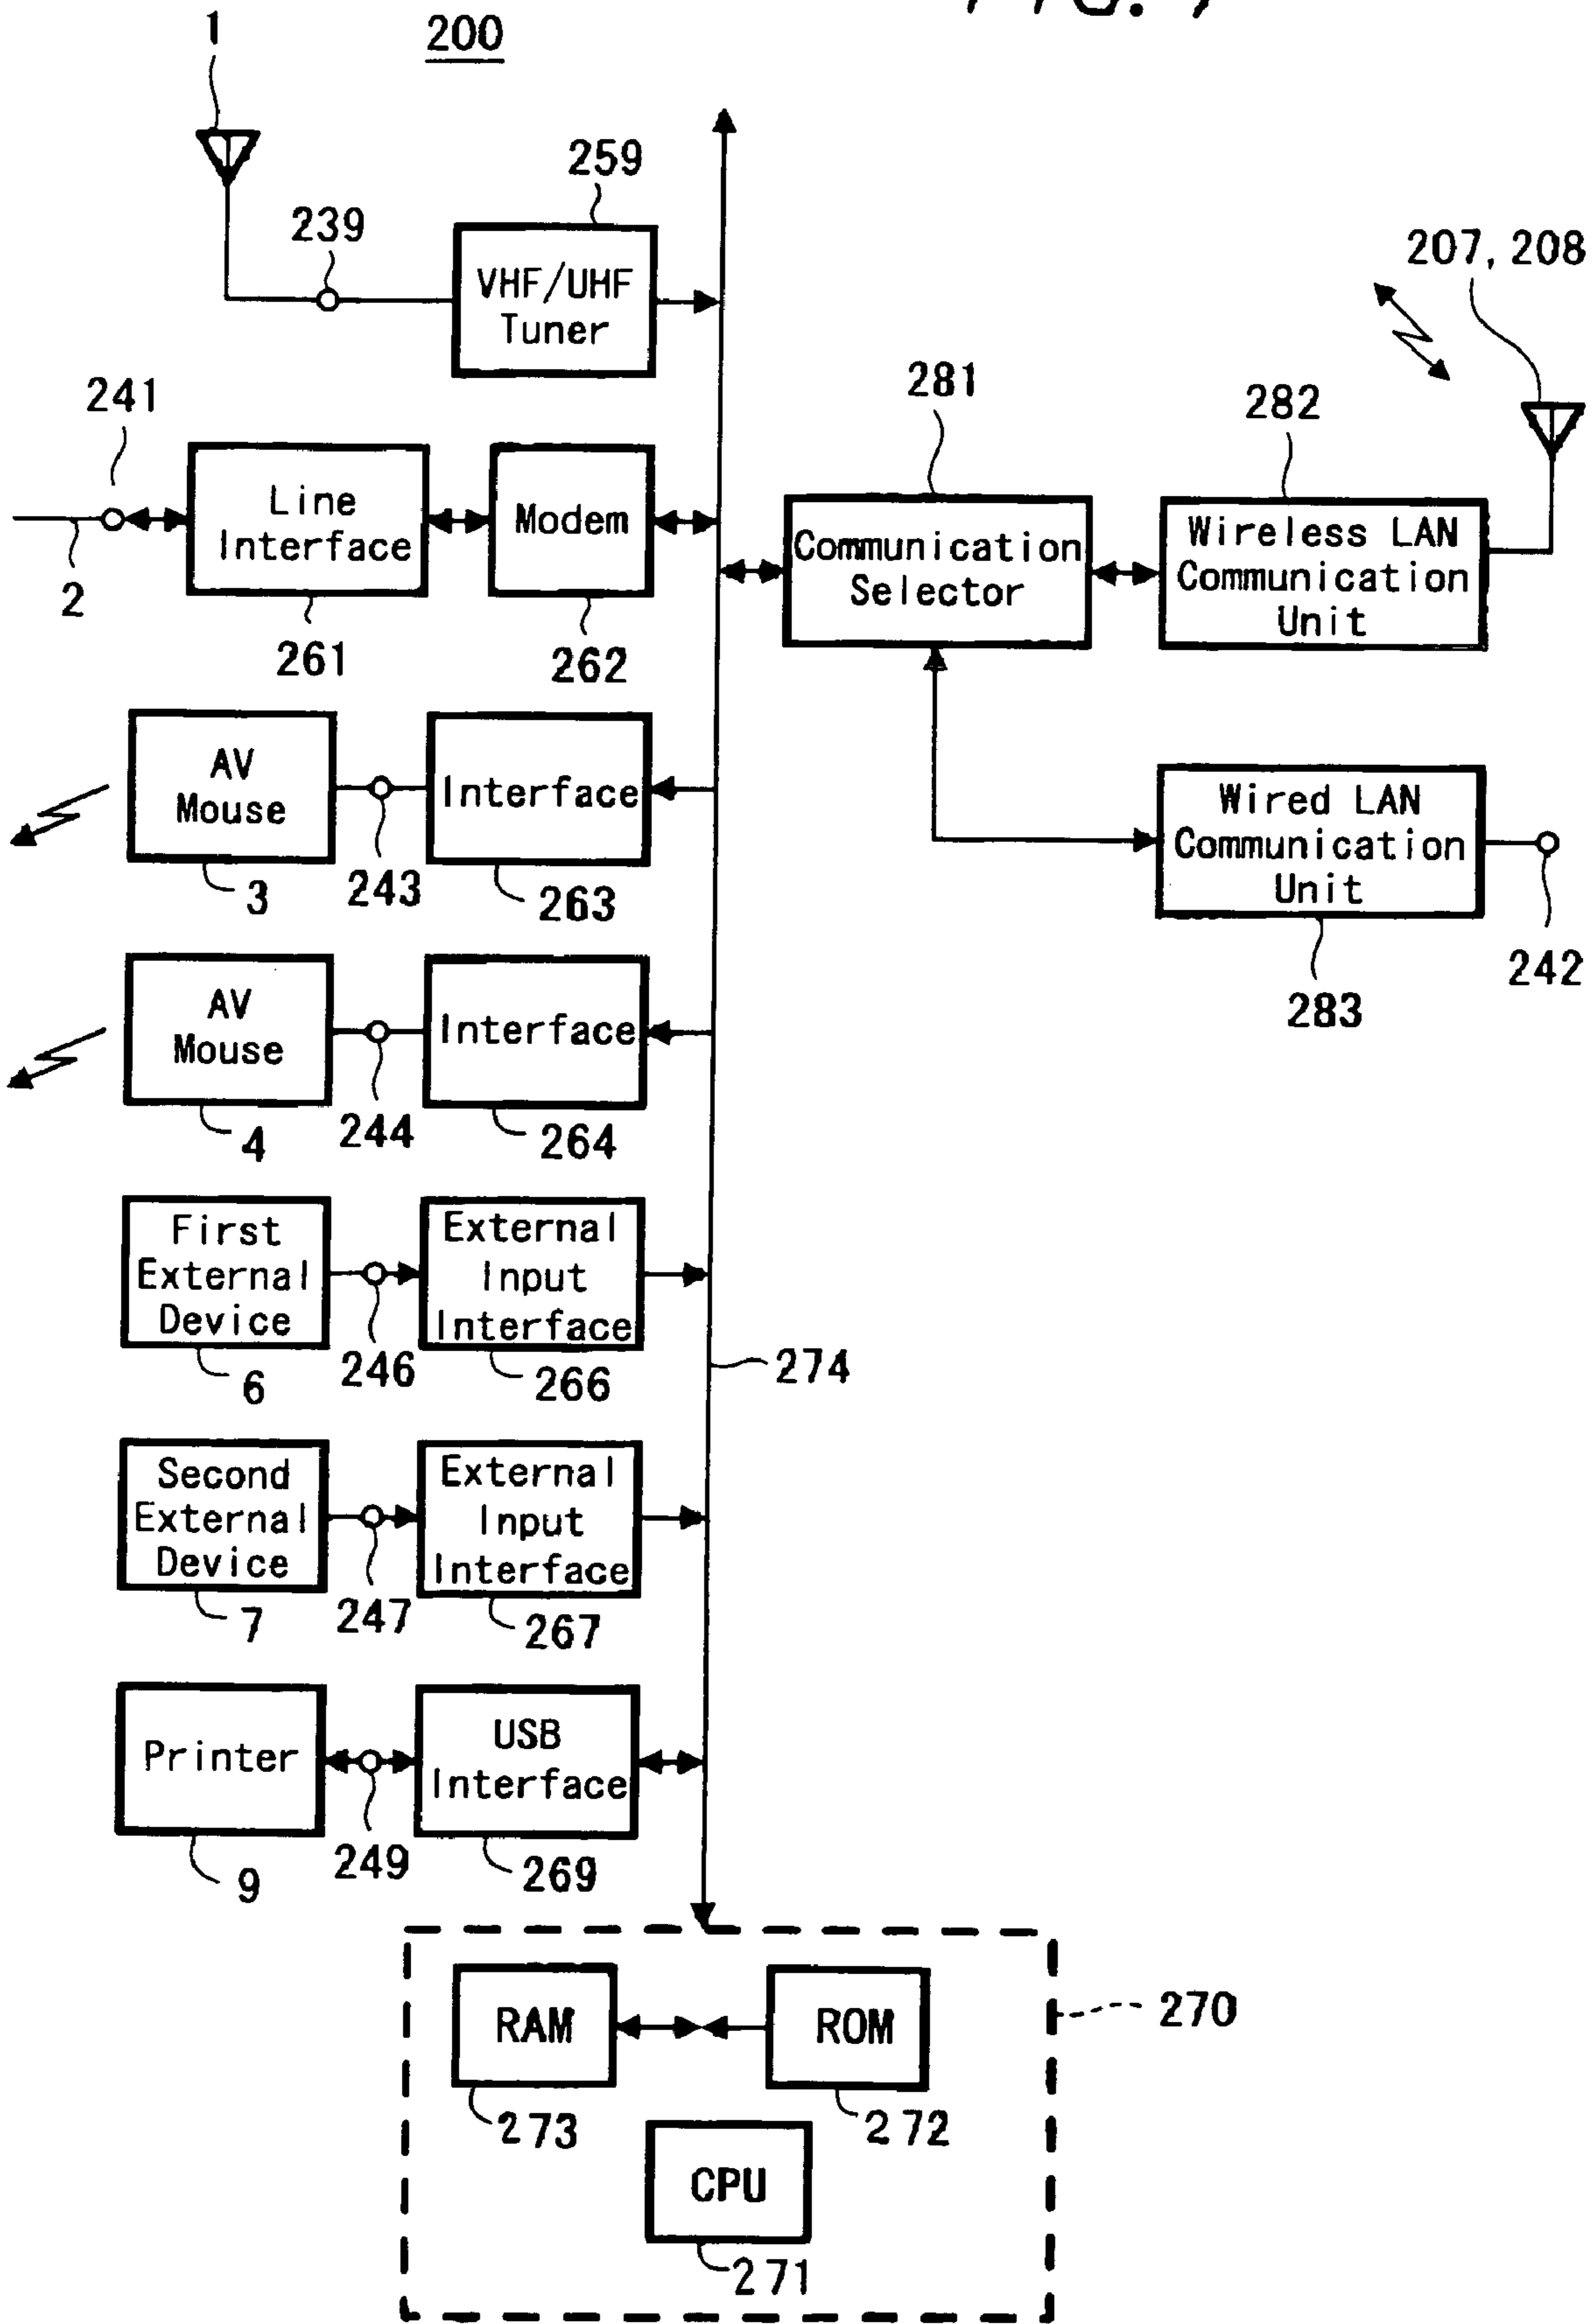 200
1
259
239
VHF/UHF
Tuner
207, 208
241
281
282
Line
Interface
Modem
Communication
Selector
Wireless LAN
Communication
Unit
2
261
262
AV
Mouse
Interface
Wired LAN
Communication
Unit
3
243
263
242
283
AV
Mouse
Interface
4
244
264
First
External
Device
External
Input
Interface
6
246
266
274
Second
External
Device
External
Input
Interface
7
247
267
Printer
USB
Interface
9
249
269
RAM
ROM
270
273
272
CPU
271